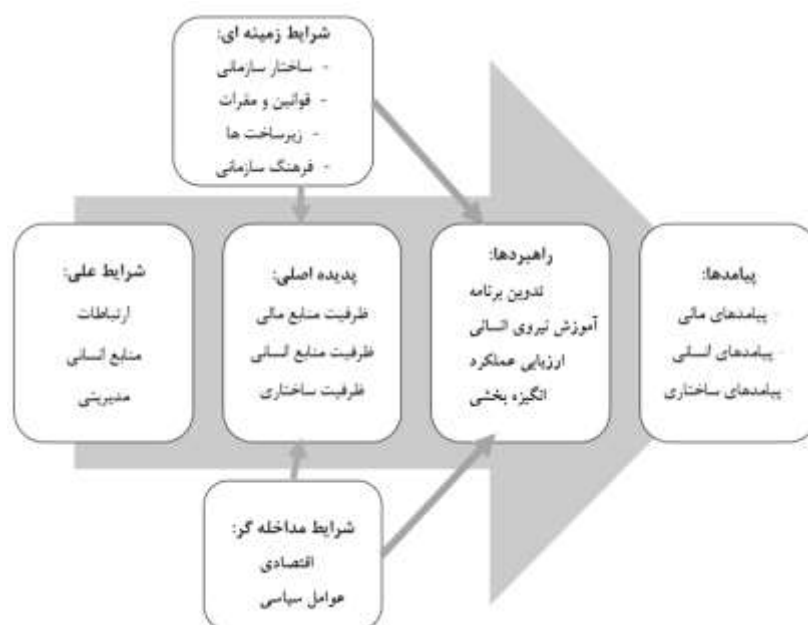 شرایط زمینه ای:
- ساختار سازمانی
- قوانین و مقرات
- زیرساخت ها
- فرهنگ سازمانی
شرایط علی:
ارتباطات
منابع انسانی
مدیریتی
پدیده اصلی:
ظرفیت منابع مالی
ظرفیت منابع انسانی
ظرفیت ساختاری
راهبردها:
تدوین برنامه
آموزش نیروی انسانی
ارزیابی عملکرد
انگیزه بخشی
پیامدها:
- پیامدهای مالی
- پیامدهای انسانی
- پیامدهای ساختاری
شرایط مداخله گر:
اقتصادی
عوامل سیاسی